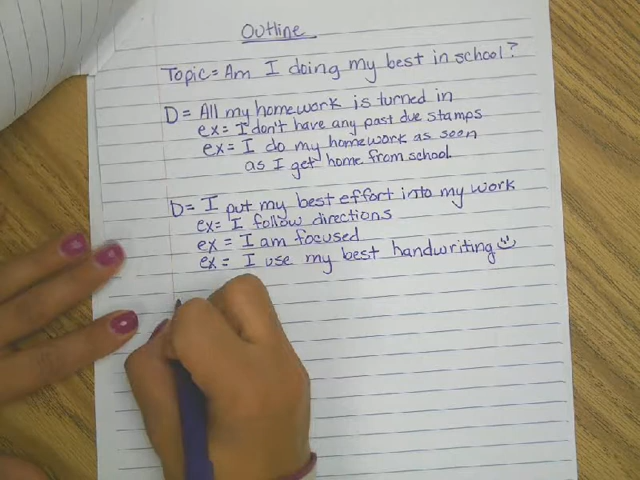 Outline
Topic= Am I doing my best in school?
D= All my homework is turned in
ex= I don't have any past due stamps
ex= I do my homework as soon
as I get home from school.
D= I put my best effort into my work
ex= I follow directions
ex= I am focused
ex= I use my best handwriting